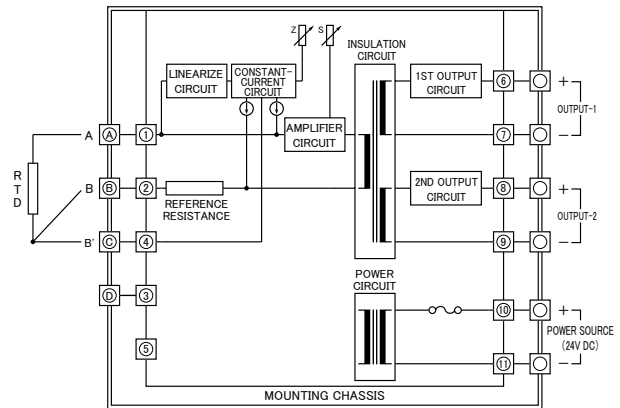 Z S
INSULATION
CIRCUIT
LINEARIZE
CIRCUIT
CONSTANT-
CURRENT
CIRCUIT
1ST OUTPUT
CIRCUIT
⑥
+
OUTPUT-1
A Ⓐ ①
AMPLIFIER
CIRCUIT
⑦
−
RTD
B Ⓑ ②
REFERENCE
RESISTANCE
2ND OUTPUT
CIRCUIT
⑧
+
OUTPUT-2
B' Ⓒ ④
⑨
−
POWER
CIRCUIT
Ⓓ ③
⑩
+
POWER SOURCE
(24V DC)
⑤
⑪
−
MOUNTING CHASSIS